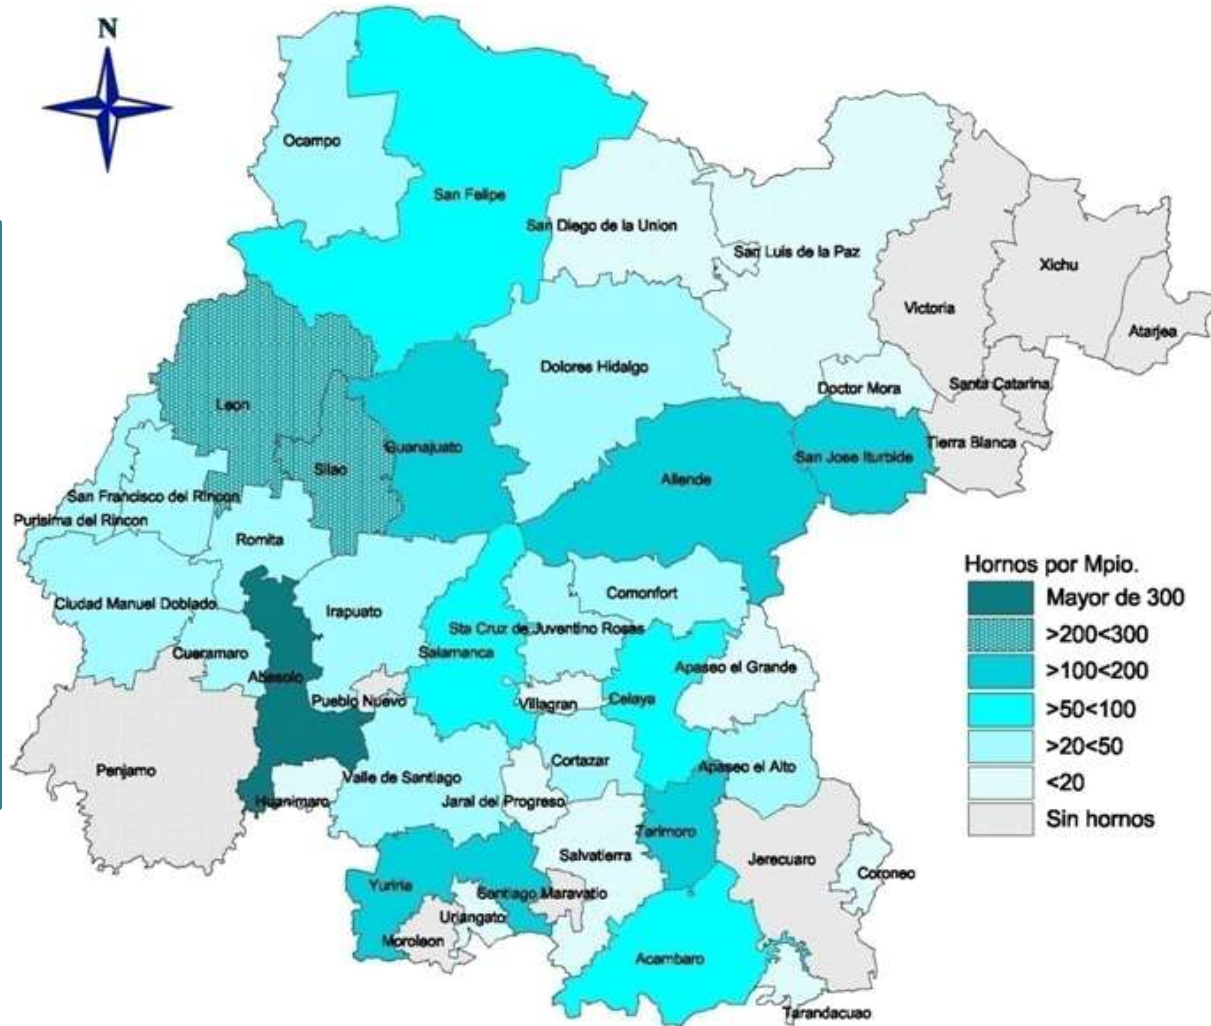 N
Ocampo
San Felipe
San Diego de la Union
San Luis de la Paz
Xichu
Victoria
Atarjea
Dolores Hidalgo
Doctor Mora
Santa Catarina
Leon
Guanajuato
Tierra Blanca
San Jose Iturbide
Silao
Allende
San Francisco del Rincon
Purisima del Rincon
Romita
Hornos por Mpio.
Mayor de 300
>200<300
>100<200
>50<100
>20<50
<20
Sin hornos
Ciudad Manuel Doblado
Irapuato
Comonfort
Sta Cruz de Juventino Rosas
Cueramaro
Salamanca
Apaseo el Grande
Abasolo
Pueblo Nuevo
Villagran
Celaya
Penjamo
Cortazar
Apaseo el Alto
Valle de Santiago
Huanimaro
Jaral del Progreso
Tarimoro
Salvatierra
Jerecuaro
Coroneo
Yuriria
Santiago Maravatio
Uriangato
Moroleon
Acambaro
Tarandacuao